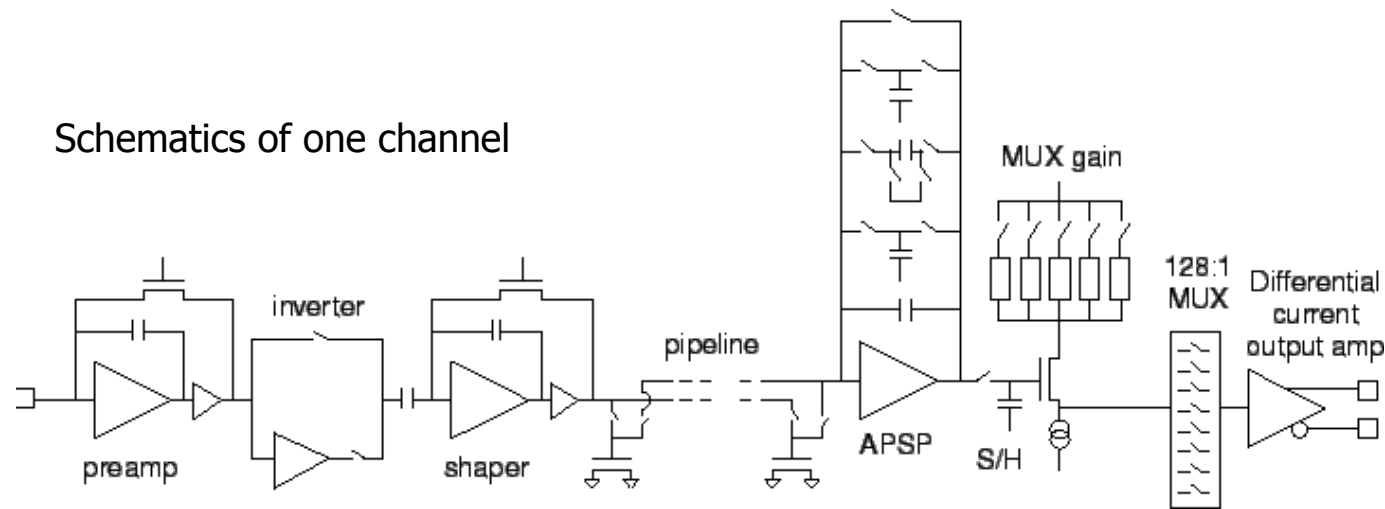 Schematics of one channel
MUX gain
128:1
MUX
Differential
current
output amp
inverter
pipeline
preamp
shaper
APSP
S/H